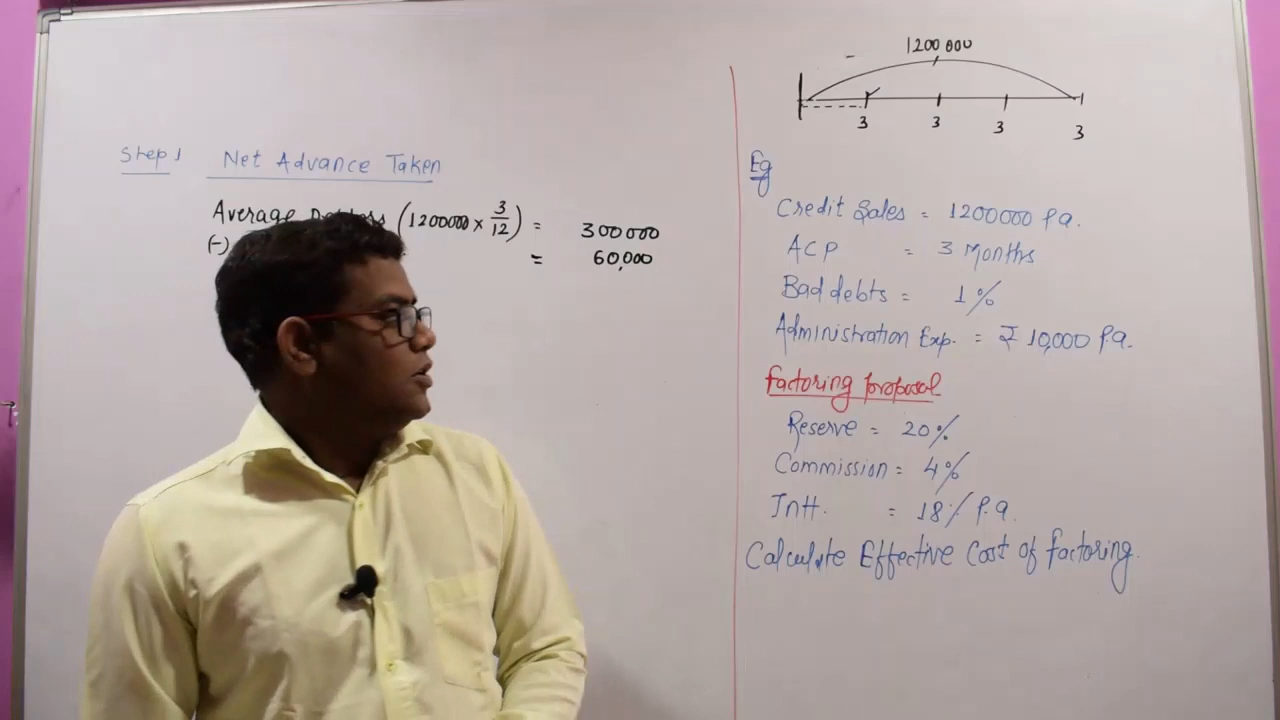 Step 1 Net Advance Taken
Average (1200000 × 3/12) = 300000
(-) = 60,000
1200000
3 3 3 3
Eg
Credit Sales = 1200000 P.a.
ACP = 3 Months
Bad debts = 1%
Administration Exp. = ₹ 10,000 P.a.
Factoring proposal
Reserve = 20%
Commission = 4%
Intt. = 18% P.a.
Calculate Effective Cost of Factoring.